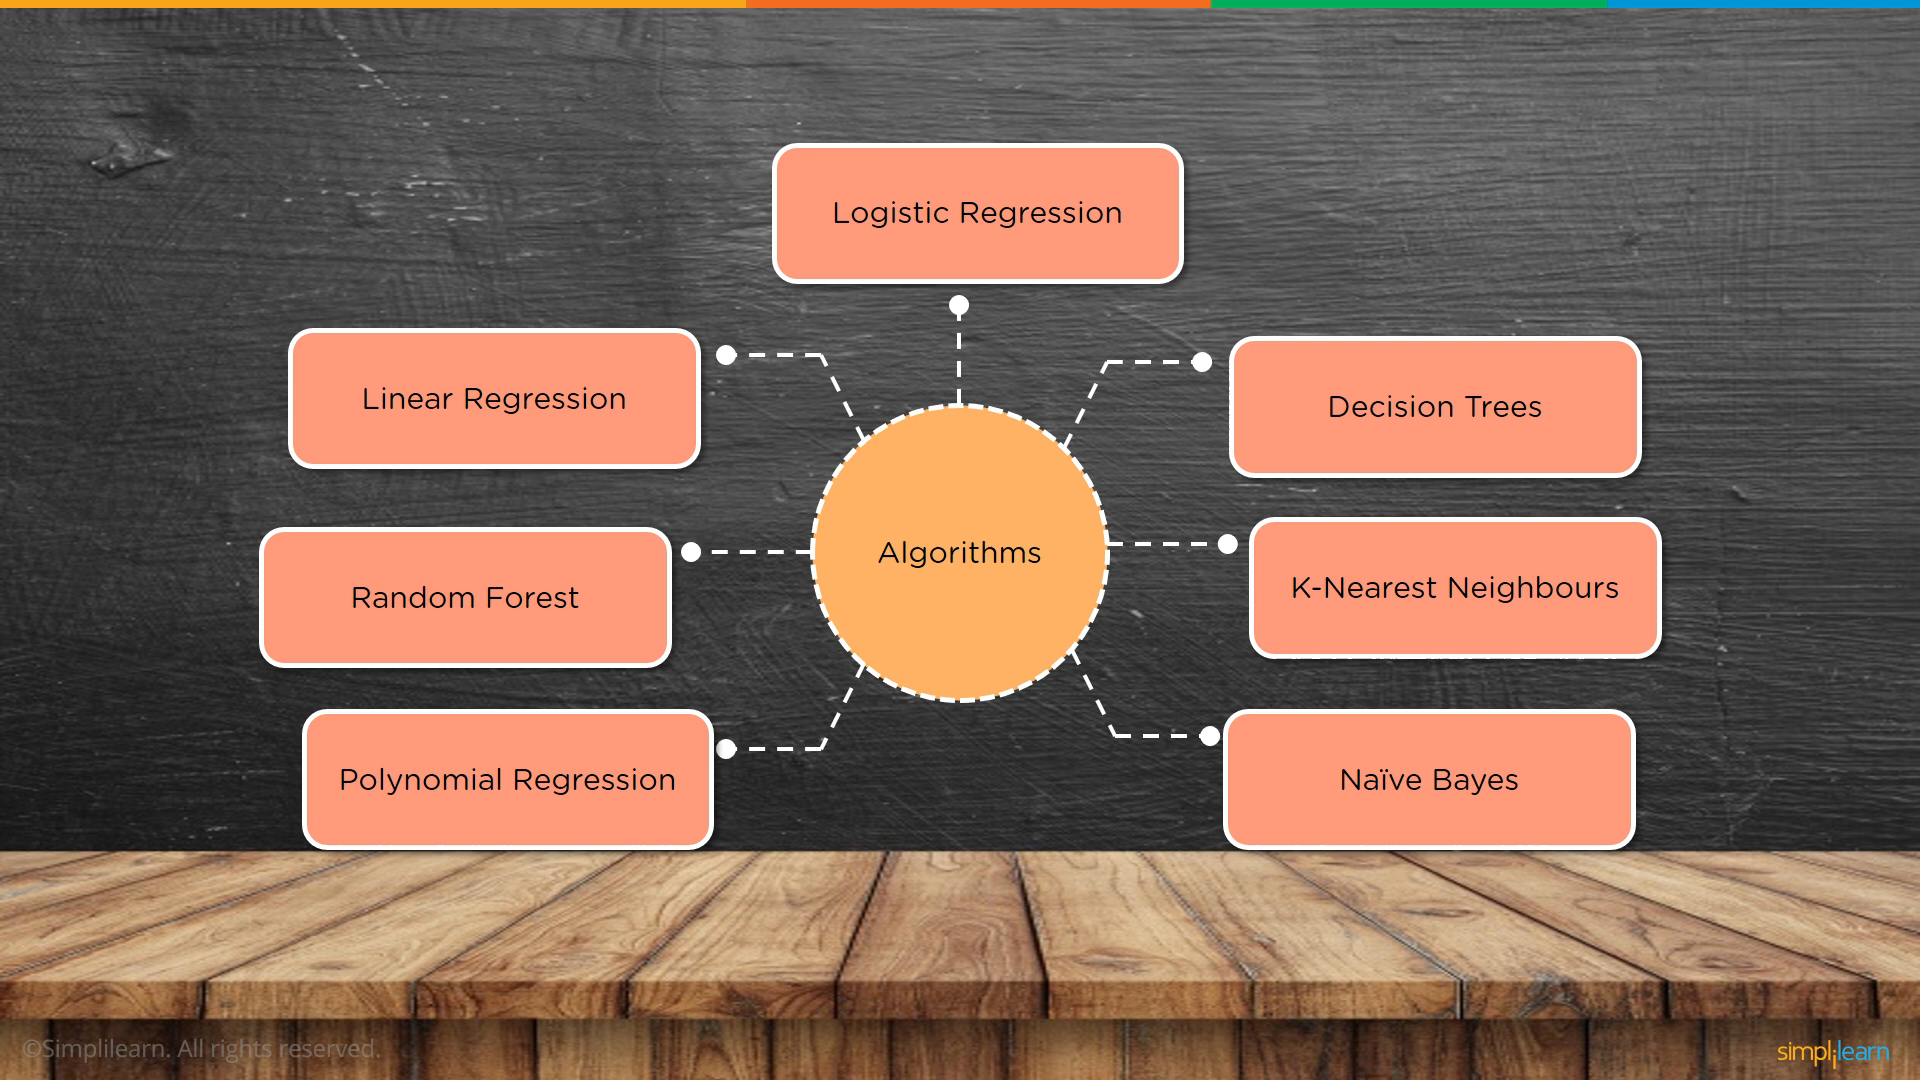 Logistic Regression
Linear Regression
Decision Trees
Algorithms
K-Nearest Neighbours
Random Forest
Polynomial Regression
Naïve Bayes
©Simplilearn. All rights reserved.
simplilearn